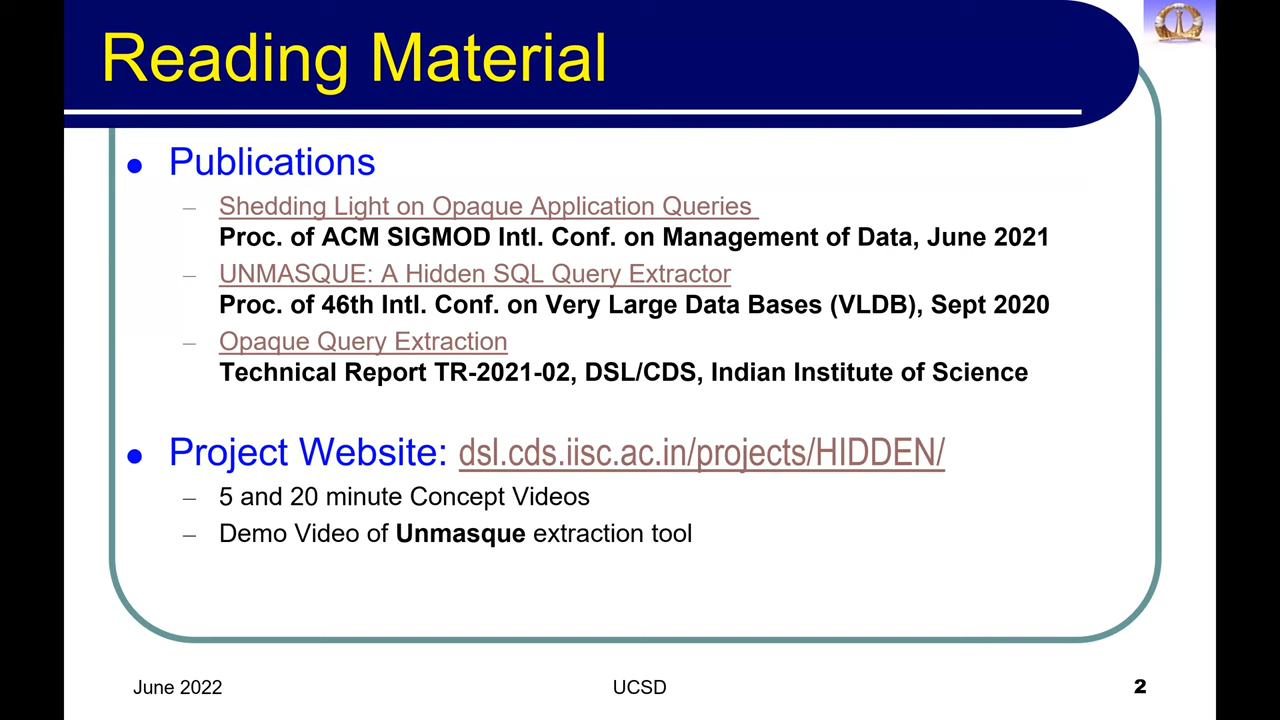 Reading Material
● Publications
– Shedding Light on Opaque Application Queries
Proc. of ACM SIGMOD Intl. Conf. on Management of Data, June 2021
– UNMASQUE: A Hidden SQL Query Extractor
Proc. of 46th Intl. Conf. on Very Large Data Bases (VLDB), Sept 2020
– Opaque Query Extraction
Technical Report TR-2021-02, DSL/CDS, Indian Institute of Science
● Project Website: dsl.cds.iisc.ac.in/projects/HIDDEN/
– 5 and 20 minute Concept Videos
– Demo Video of Unmasque extraction tool
June 2022 UCSD 2